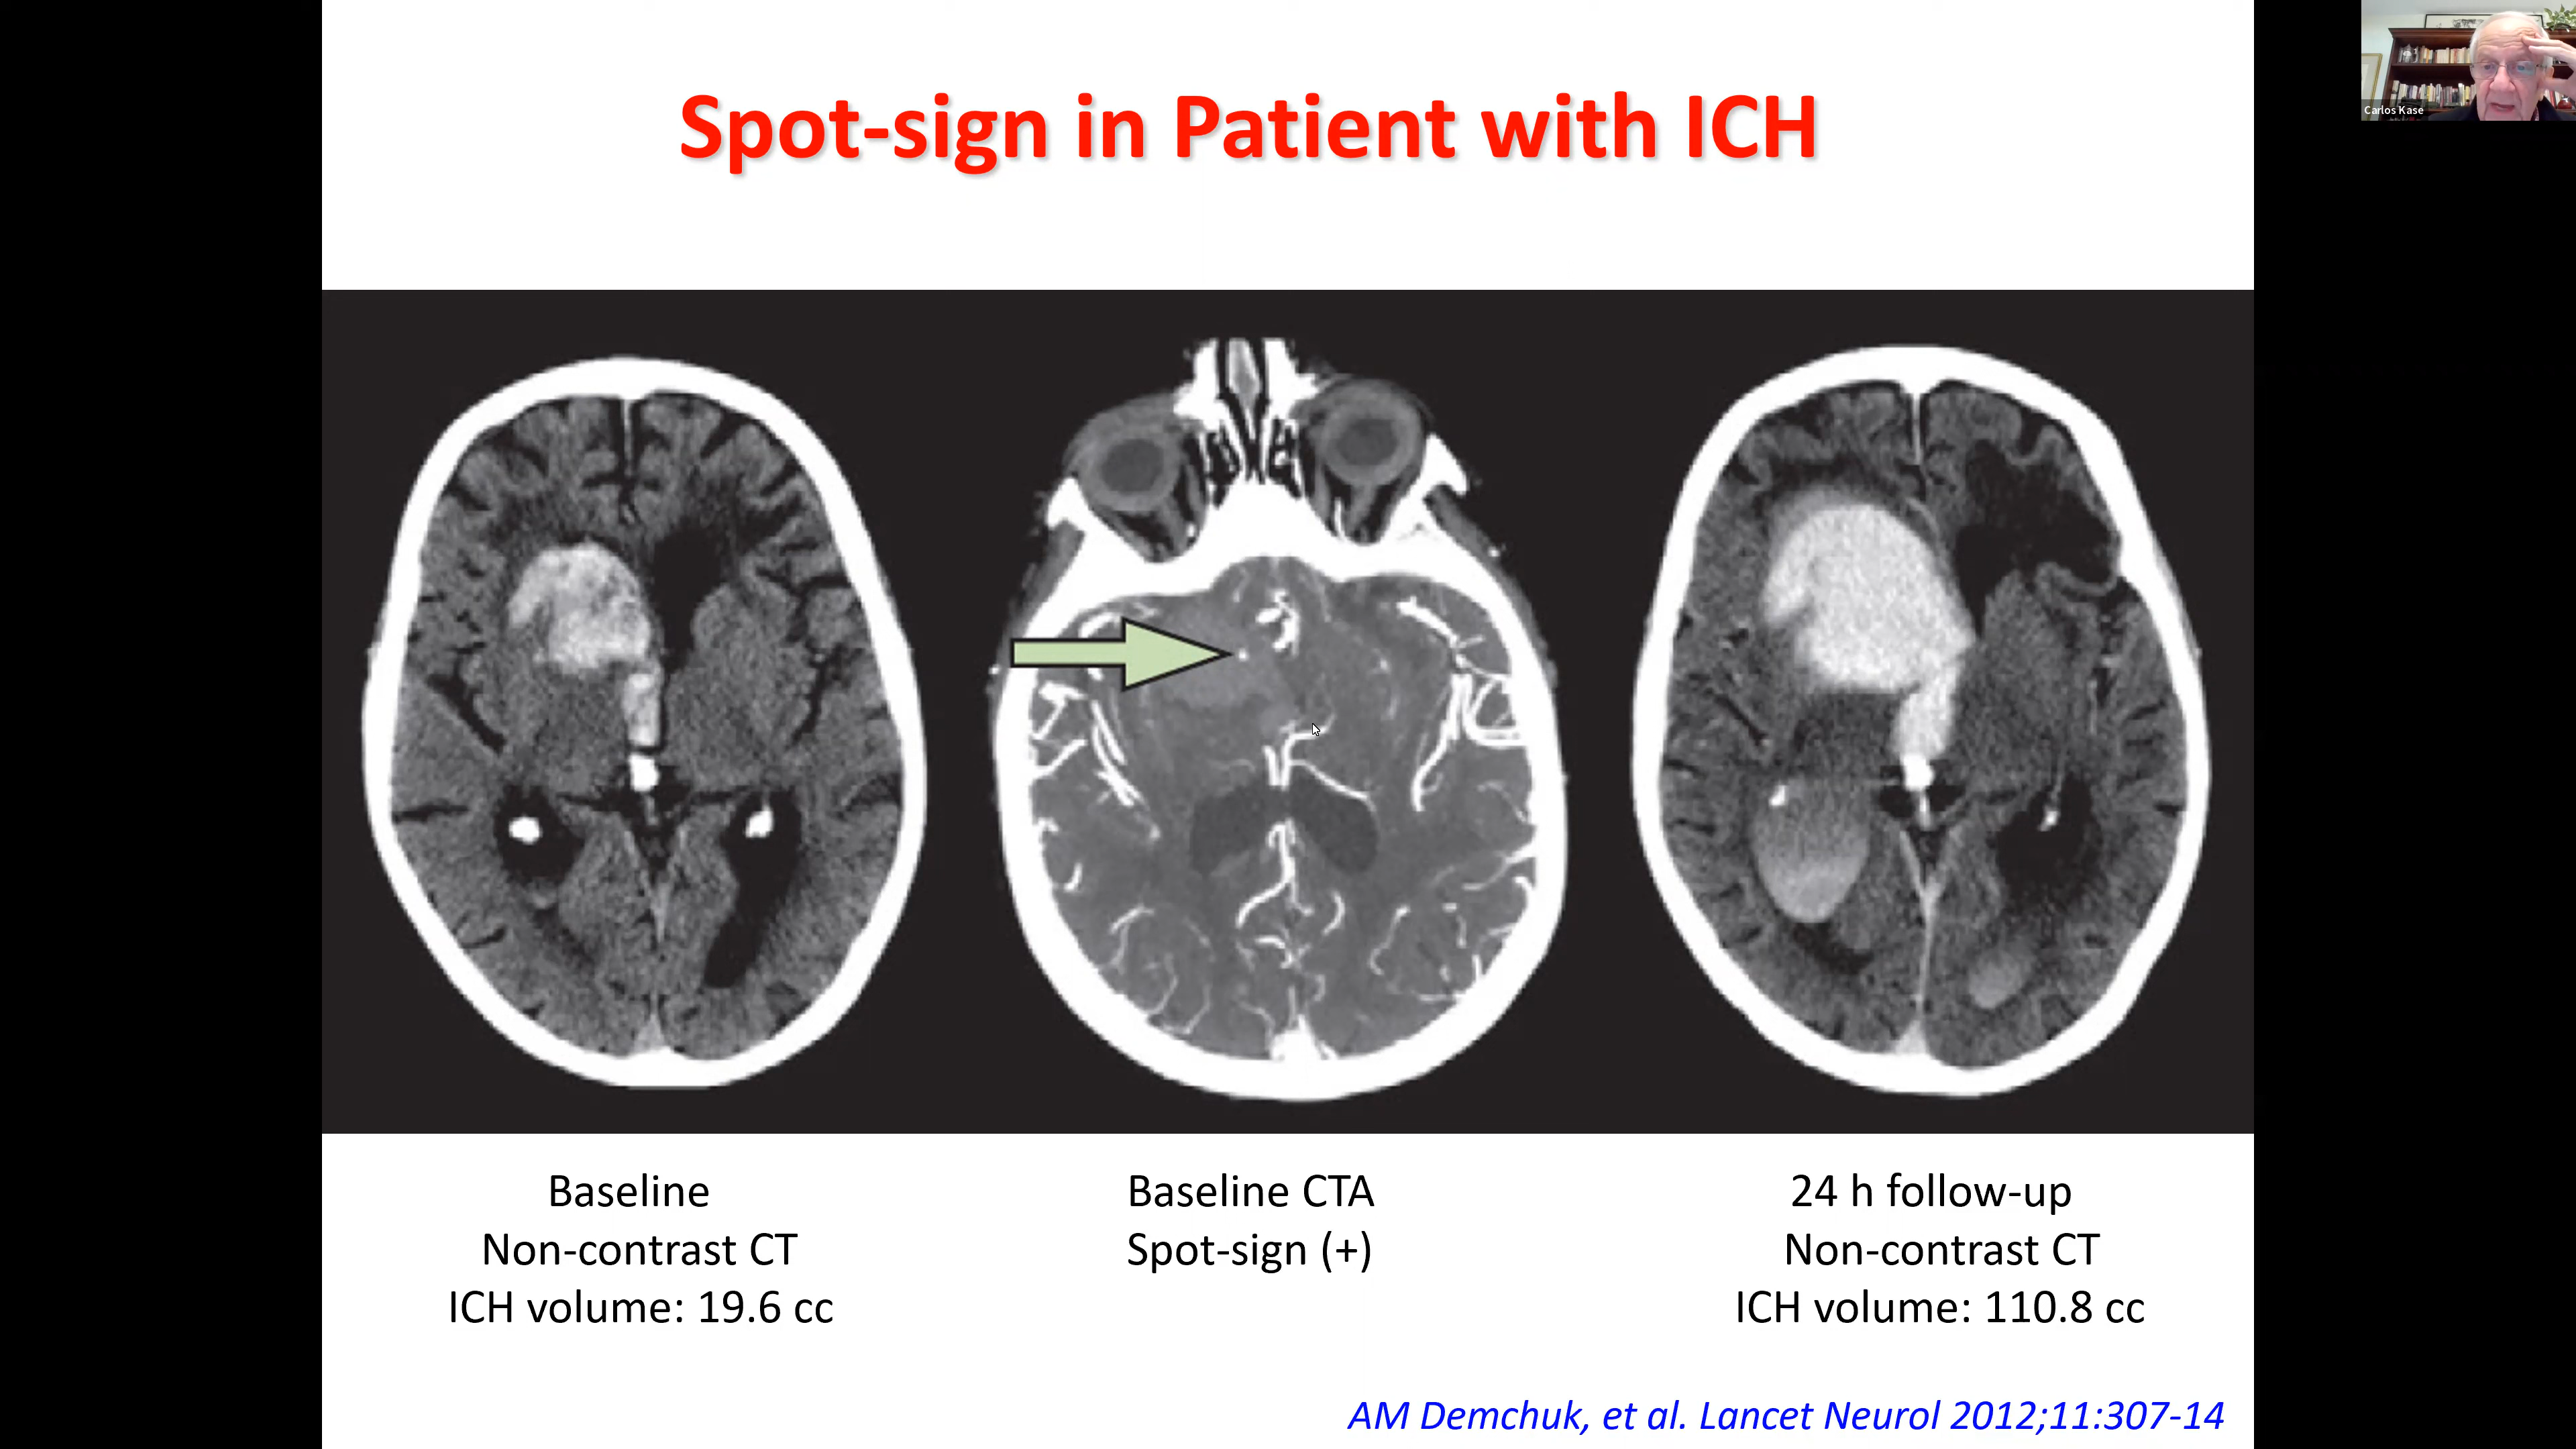 Spot-sign in Patient with ICH
Carlos Kase
Baseline
Non-contrast CT
ICH volume: 19.6 cc
Baseline CTA
Spot-sign (+)
24 h follow-up
Non-contrast CT
ICH volume: 110.8 cc
AM Demchuk, et al. Lancet Neurol 2012;11:307-14